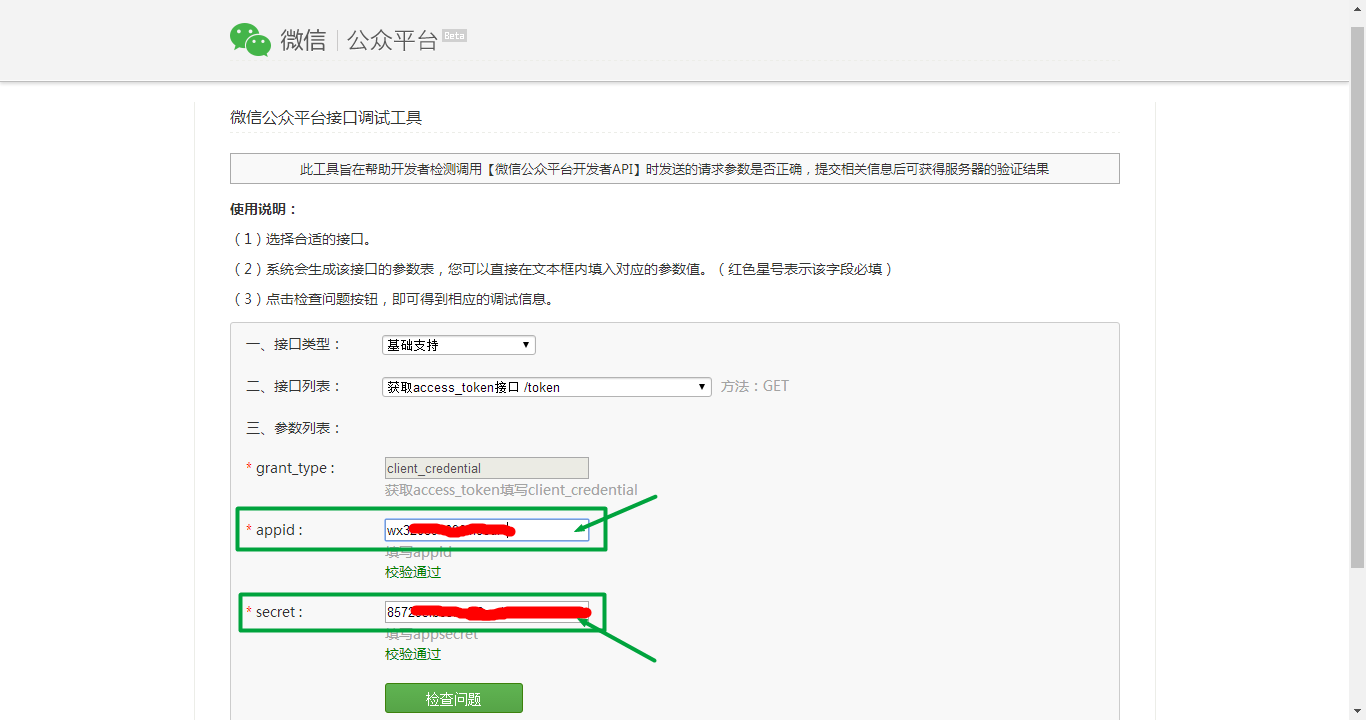 微信 公众平台 Beta
微信公众平台接口调试工具
此工具旨在帮助开发者检测调用【微信公众平台开发者API】时发送的请求参数是否正确，提交相关信息后可获得服务器的验证结果
使用说明：
（1）选择合适的接口。
（2）系统会生成该接口的参数表，您可以直接在文本框内填入对应的参数值。（红色星号表示该字段必填）
（3）点击检查问题按钮，即可得到相应的调试信息。
一、接口类型： 基础支持
二、接口列表： 获取access_token接口 /token 方法：GET
三、参数列表：
* grant_type : client_credential
获取access_token填写client_credential
* appid : wx3
填写appid
校验通过
* secret : 857
填写appsecret
校验通过
检查问题